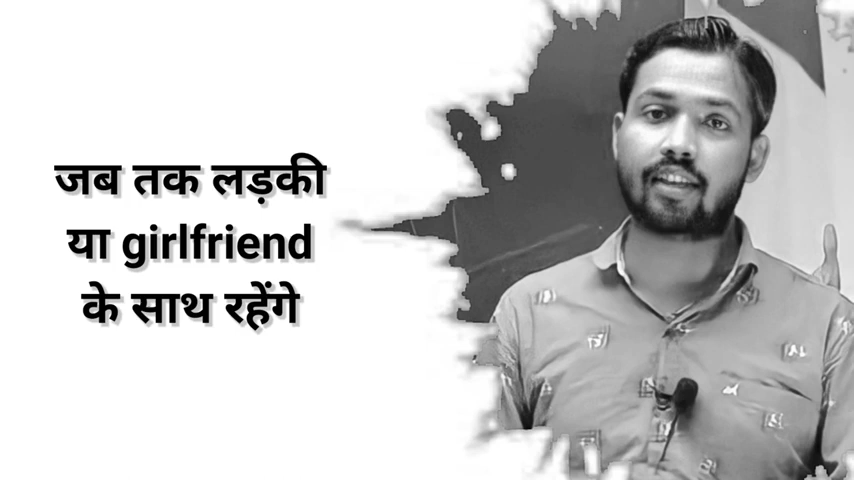 जब तक लड़की
या girlfriend
के साथ रहेंगे